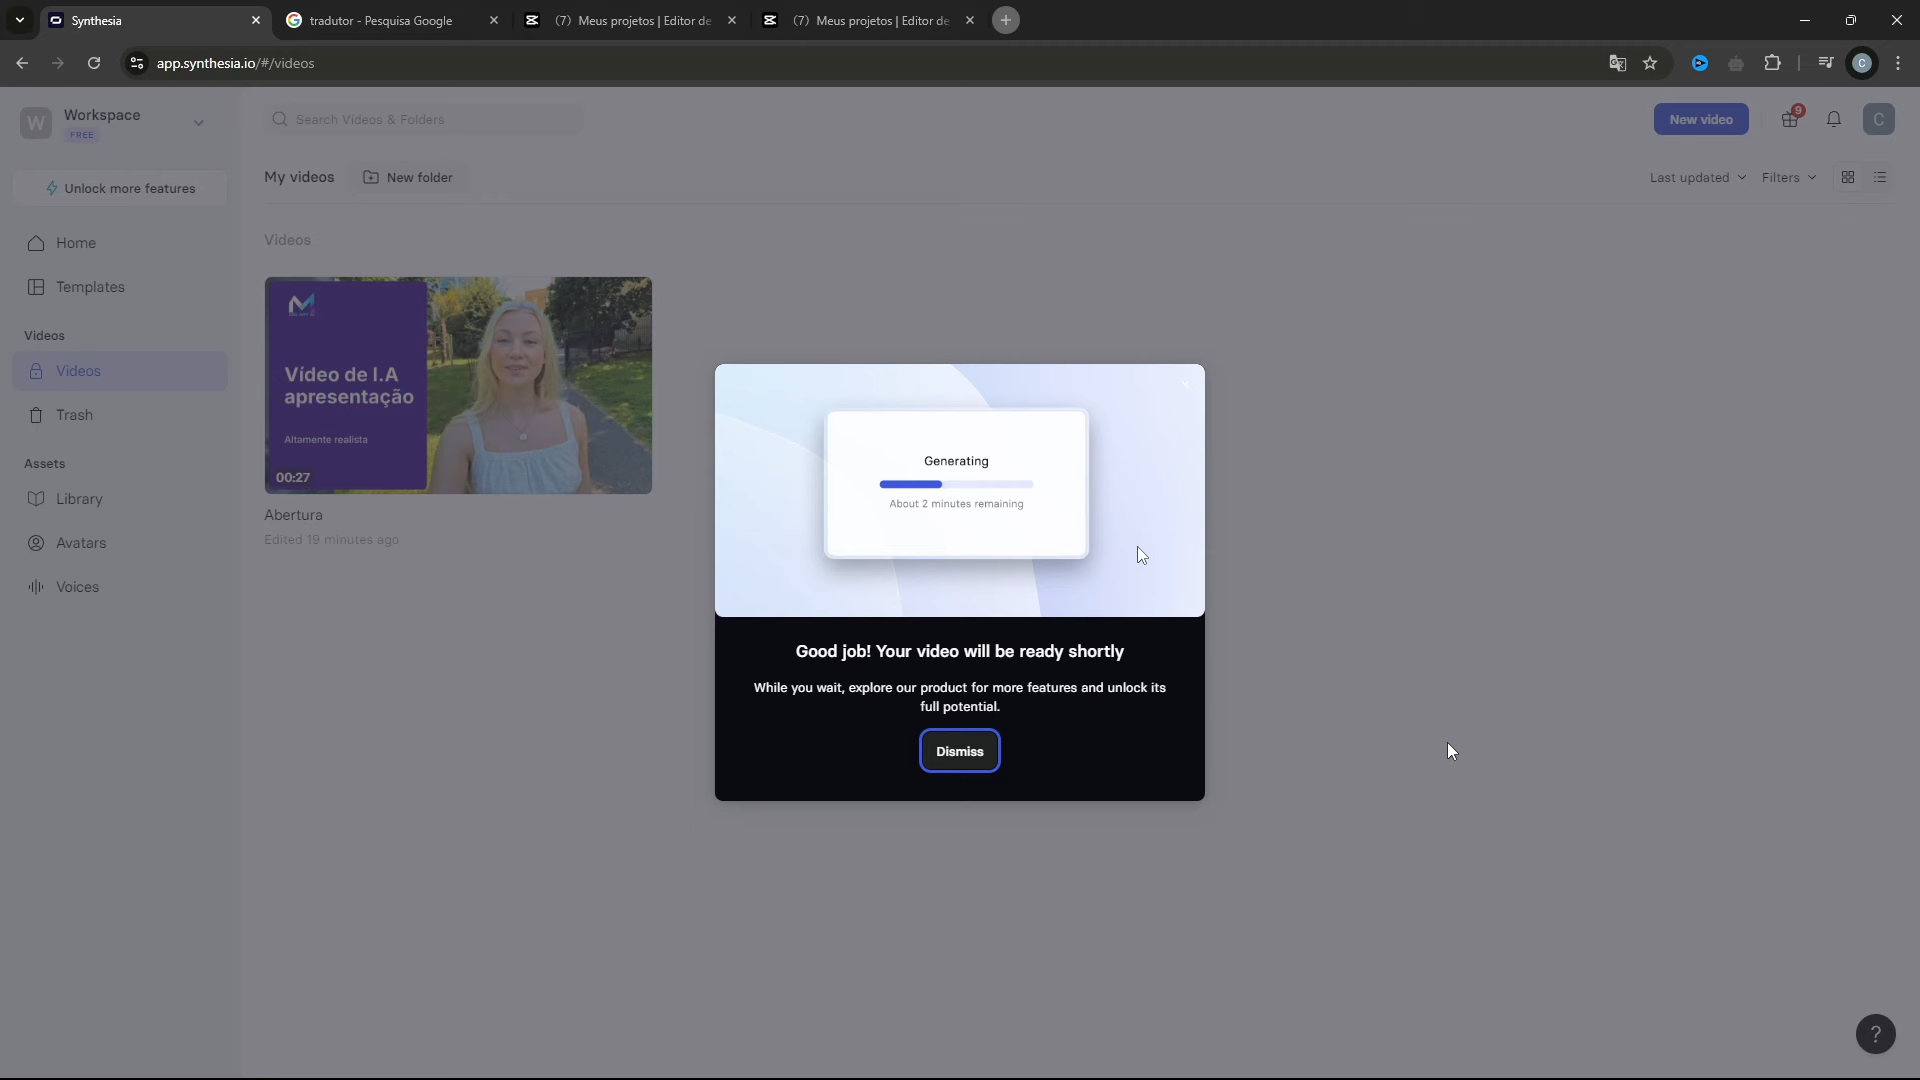 Synthesia
tradutor - Pesquisa Google
(7) Meus projetos | Editor de
(7) Meus projetos | Editor de
app.synthesia.io/#/videos
C
W
Workspace
FREE
Search Videos & Folders
New video
9
C
Unlock more features
My videos
New folder
Last updated
Filters
Home
Templates
Videos
Videos
Trash
Assets
Library
Avatars
Voices
Videos
Vídeo de I.A
apresentação
Altamente realista
00:27
Abertura
Edited 19 minutes ago
Generating
About 2 minutes remaining
Good job! Your video will be ready shortly
While you wait, explore our product for more features and unlock its
full potential.
Dismiss
?